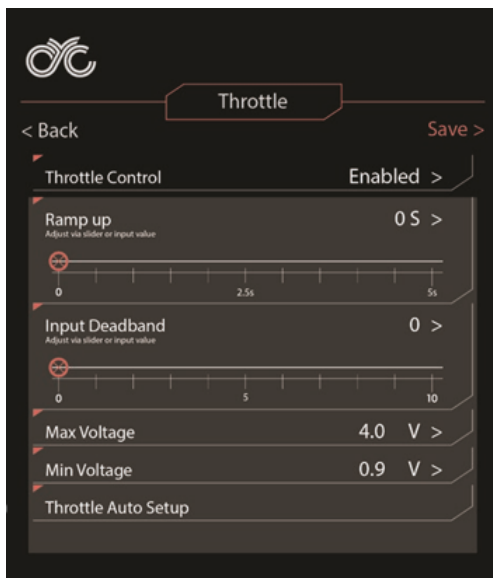 Throttle
< Back Save >
Throttle Control Enabled >
Ramp up 0 S >
Adjust via slider or input value
0 2.5s 5s
Input Deadband 0 >
Adjust via slider or input value
0 5 10
Max Voltage 4.0 V >
Min Voltage 0.9 V >
Throttle Auto Setup